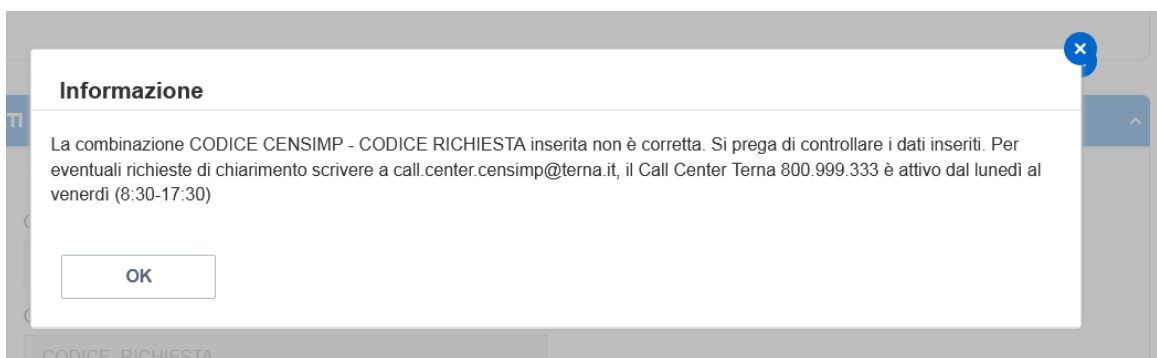 Informazione
TI
La combinazione CODICE CENSIMP - CODICE RICHIESTA inserita non è corretta. Si prega di controllare i dati inseriti. Per
eventuali richieste di chiarimento scrivere a call.center.censimp@terna.it, il Call Center Terna 800.999.333 è attivo dal lunedì al
venerdì (8:30-17:30)
OK
CODICE_RICHIESTA